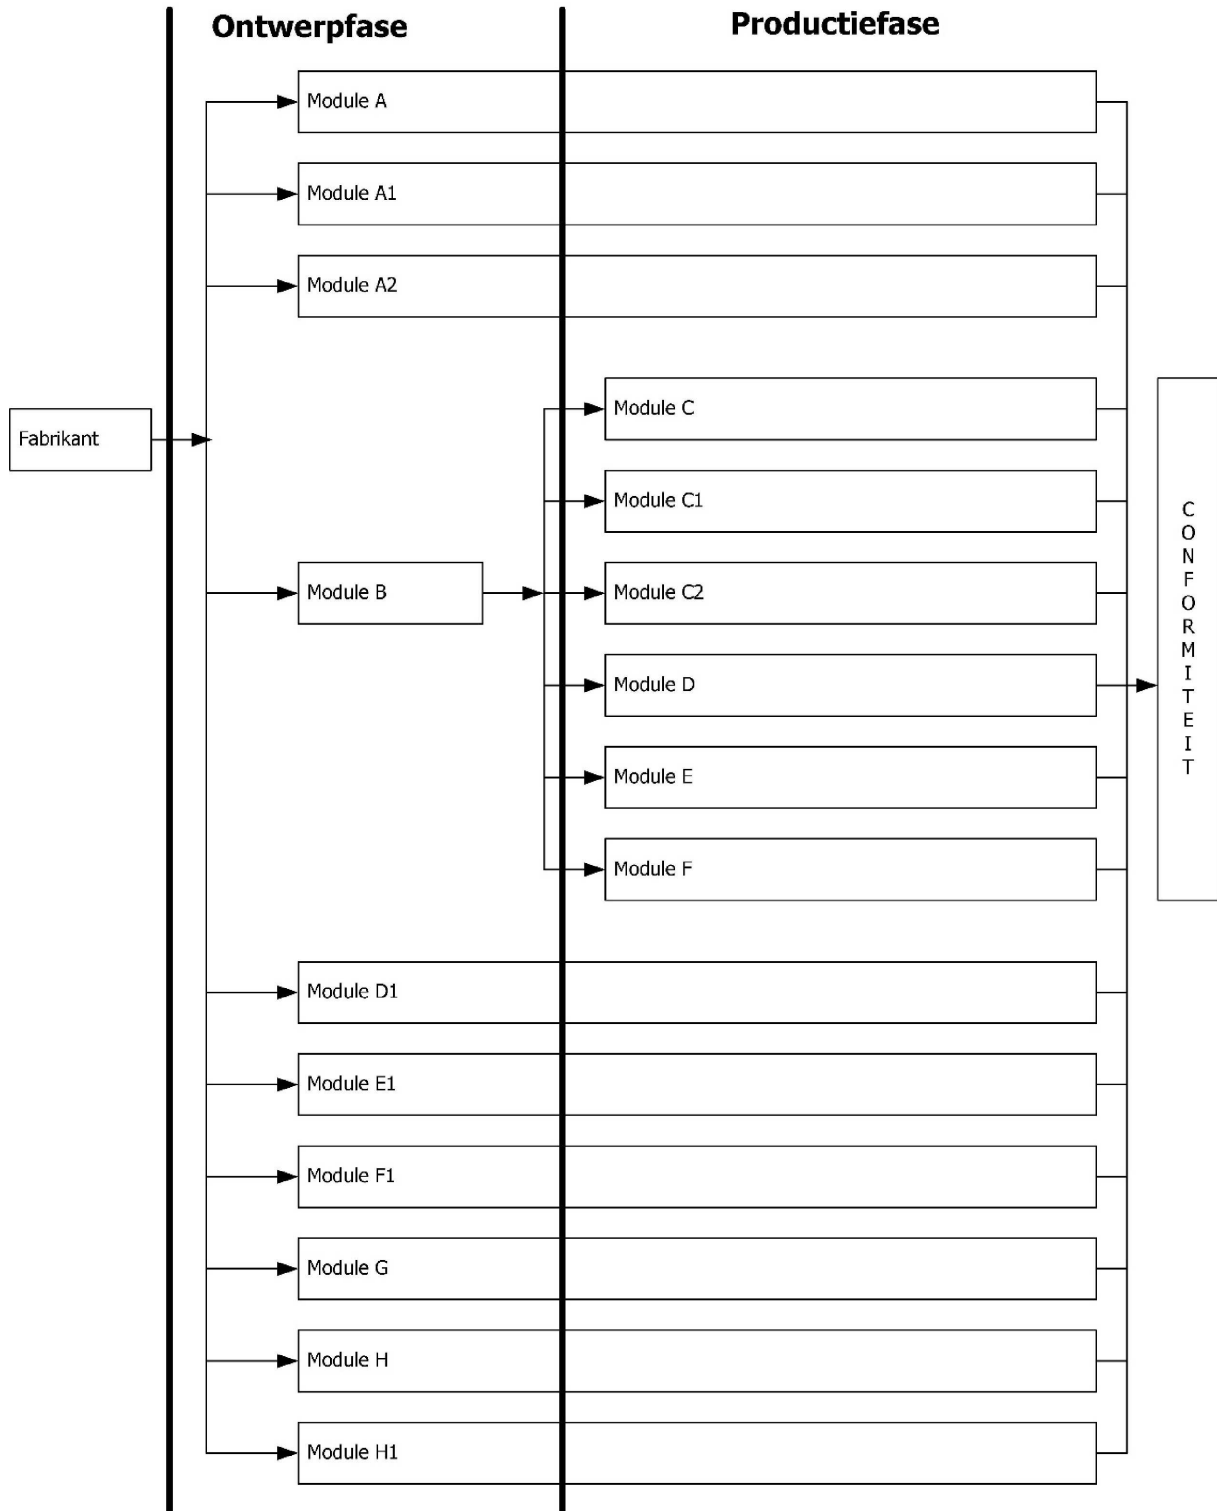 Ontwerpfase
Productiefase
Module A
Module A1
Module A2
Module C
Fabrikant
Module C1
Module B
Module C2
Module D
Module E
Module F
CONFORMITEIT
Module D1
Module E1
Module F1
Module G
Module H
Module H1